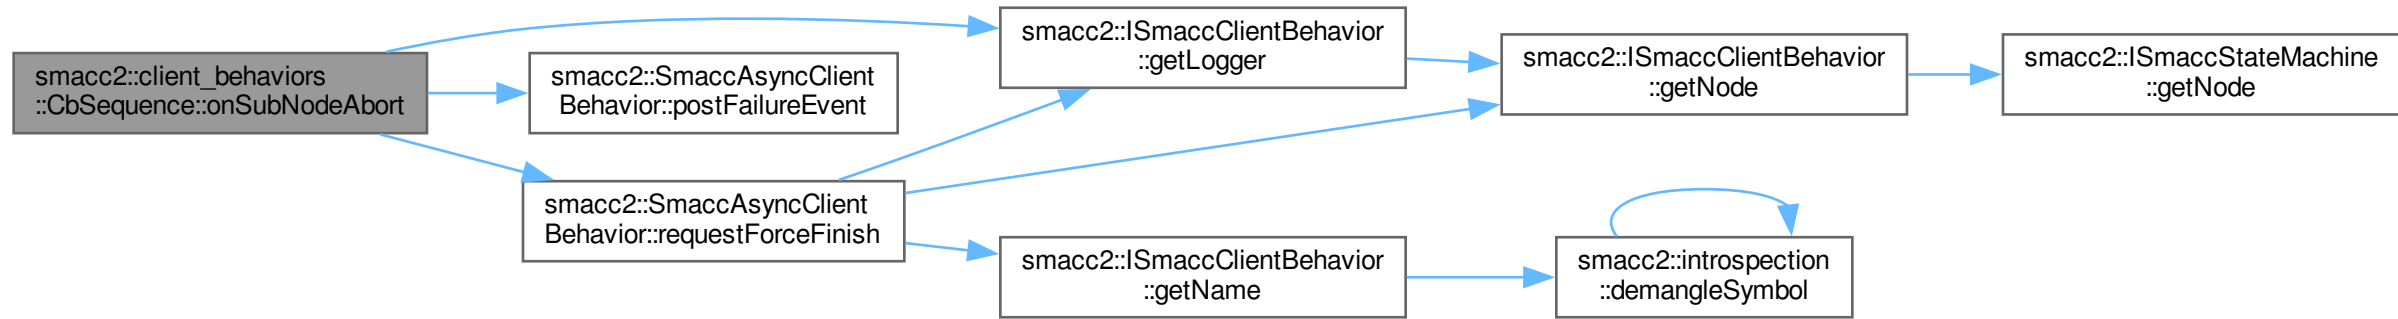 smacc2::client_behaviors
::CbSequence::onSubNodeAbort
smacc2::SmaccAsyncClient
Behavior::postFailureEvent
smacc2::SmaccAsyncClient
Behavior::requestForceFinish
smacc2::ISmaccClientBehavior
::getLogger
smacc2::ISmaccClientBehavior
::getName
smacc2::ISmaccClientBehavior
::getNode
smacc2::introspection
::demangleSymbol
smacc2::ISmaccStateMachine
::getNode